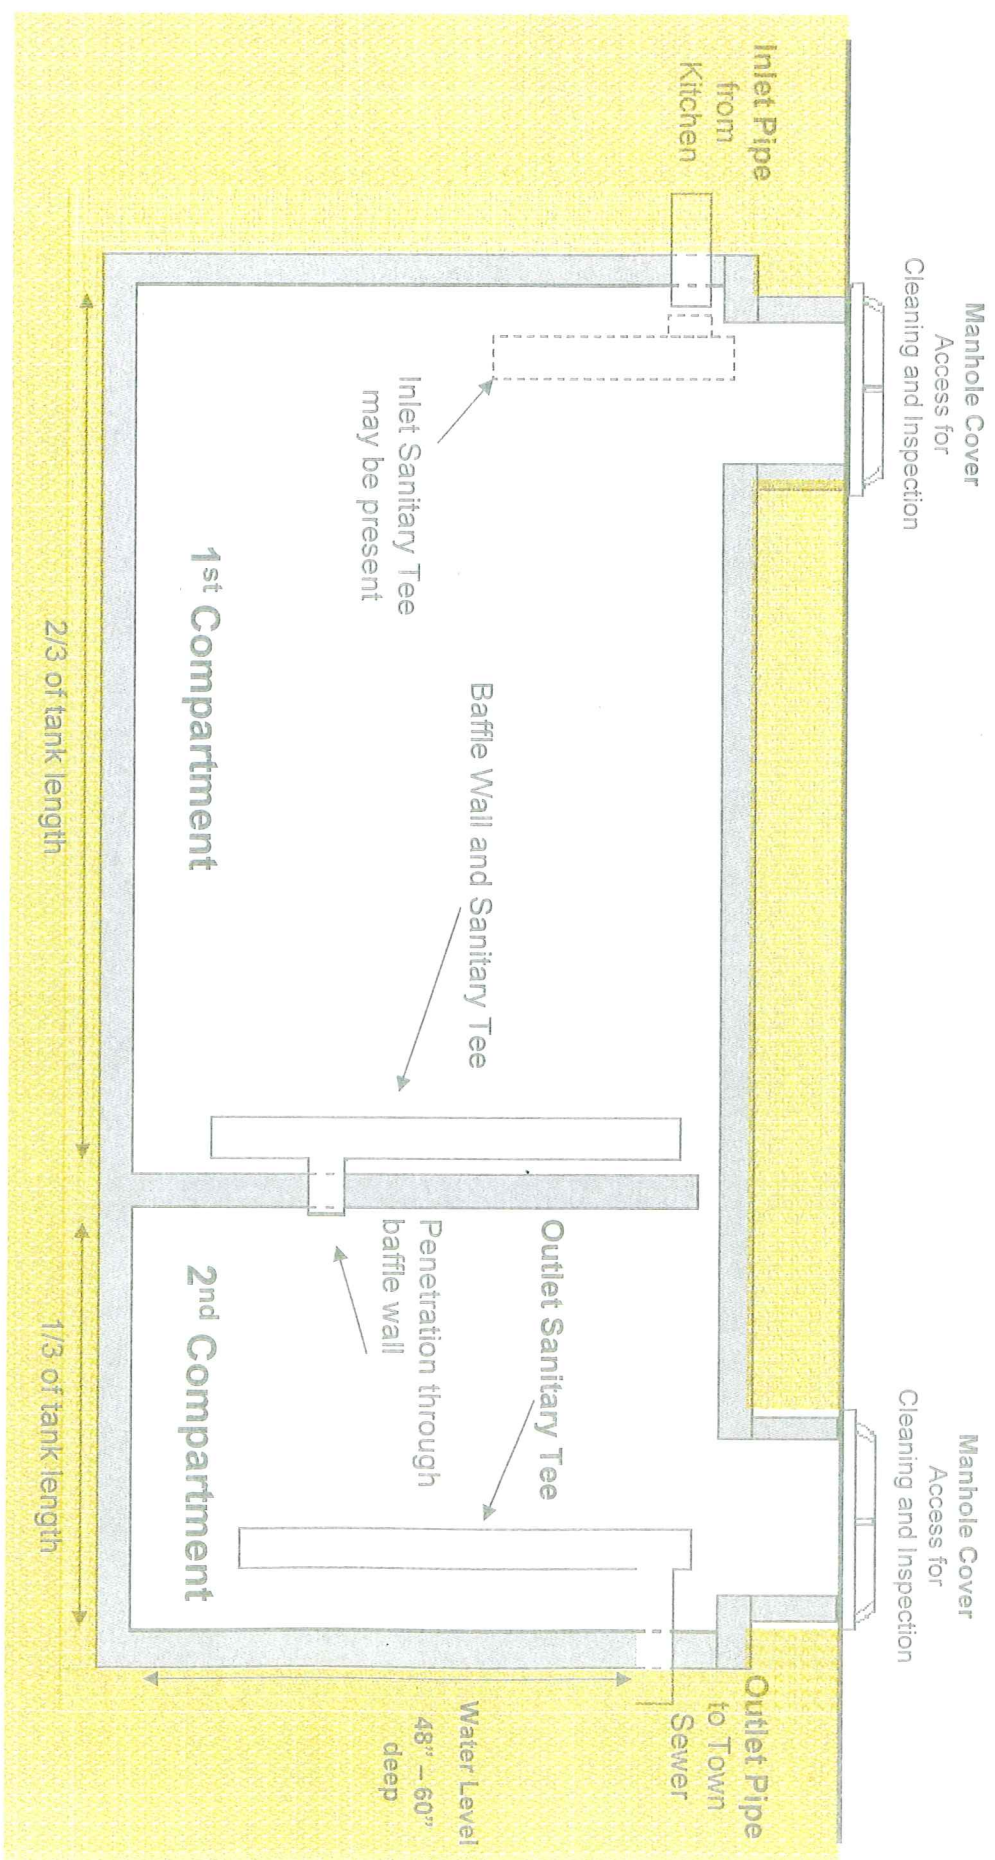 Manhole Cover
Access for
Cleaning and Inspection
Manhole Cover
Access for
Cleaning and Inspection
Inlet Pipe
from
Kitchen
Outlet Pipe
to Town
Sewer
Inlet Sanitary Tee
may be present
Baffle Wall and Sanitary Tee
Outlet Sanitary Tee
Penetration through
baffle wall
Water Level
48” – 60”
deep
1st Compartment
2nd Compartment
2/3 of tank length
1/3 of tank length